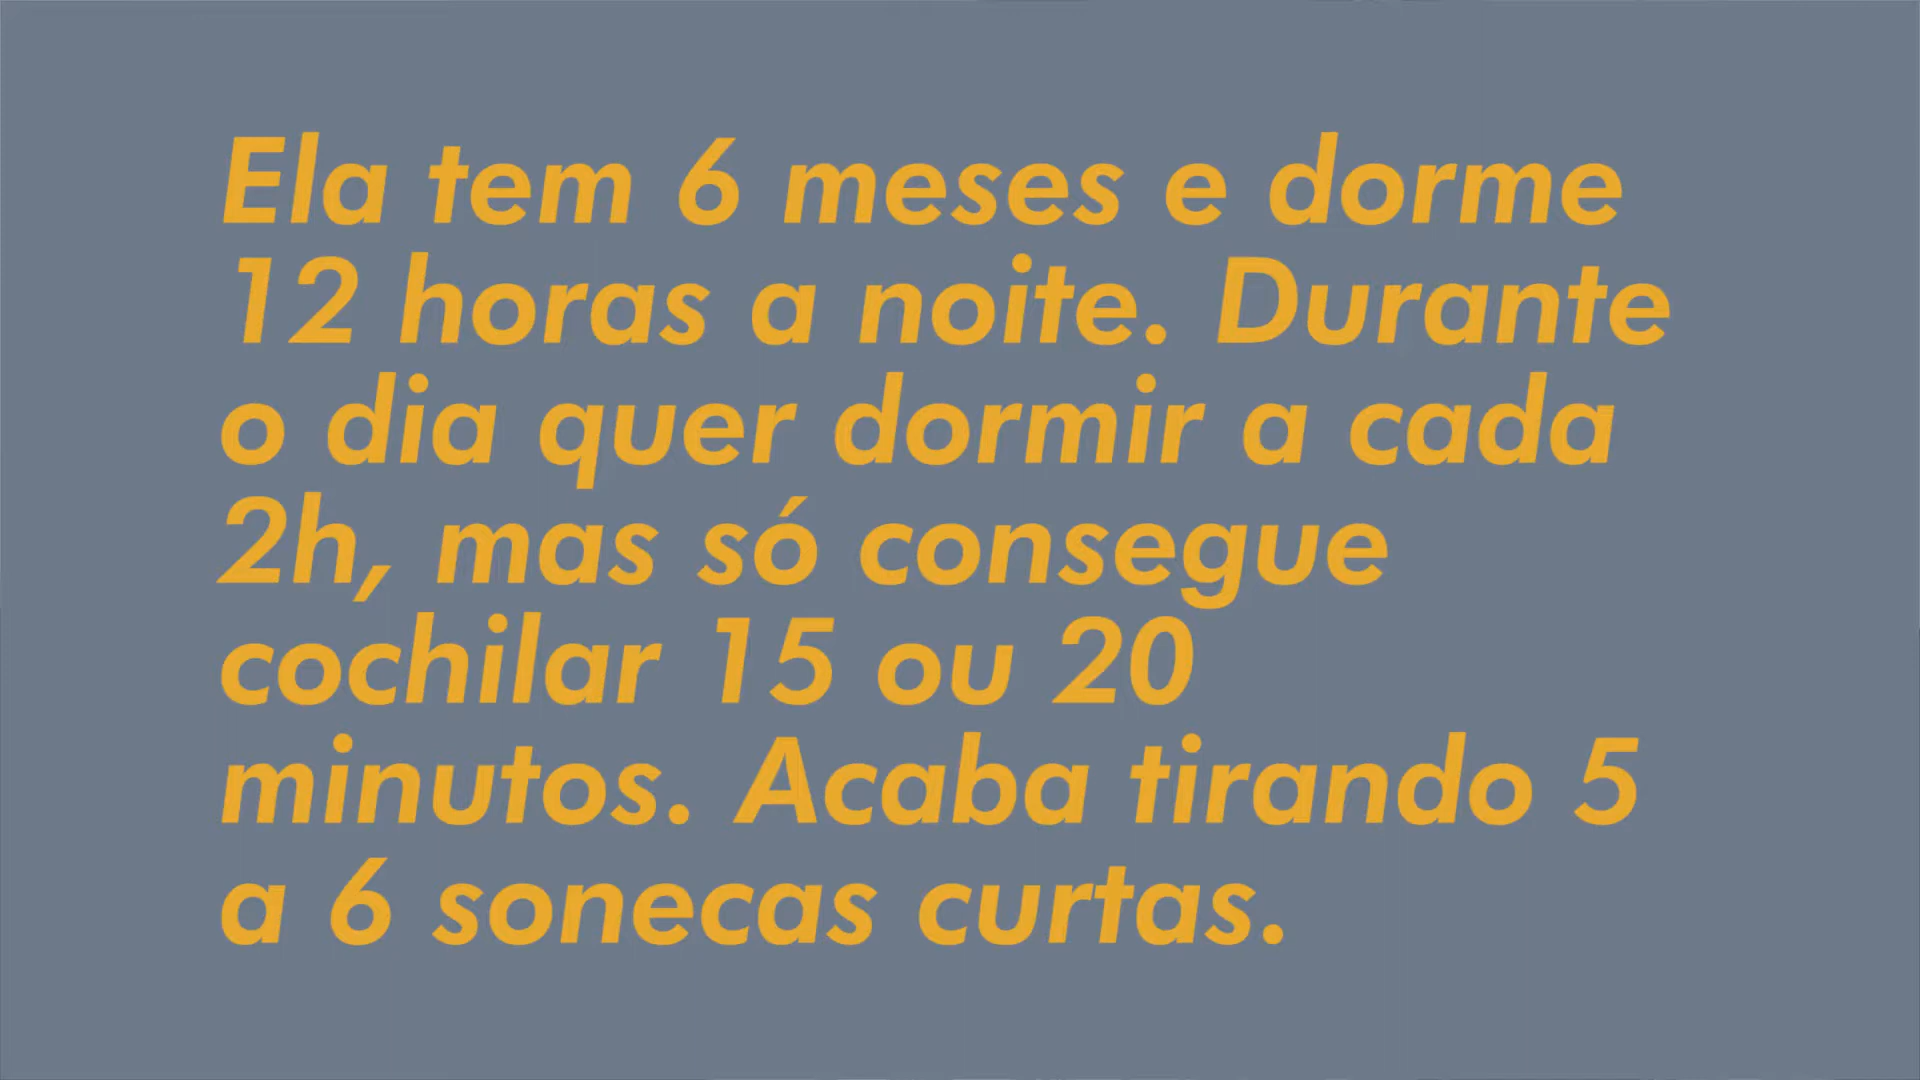 Ela tem 6 meses e dorme
12 horas a noite. Durante
o dia quer dormir a cada
2h, mas só consegue
cochilar 15 ou 20
minutos. Acaba tirando 5
a 6 sonecas curtas.